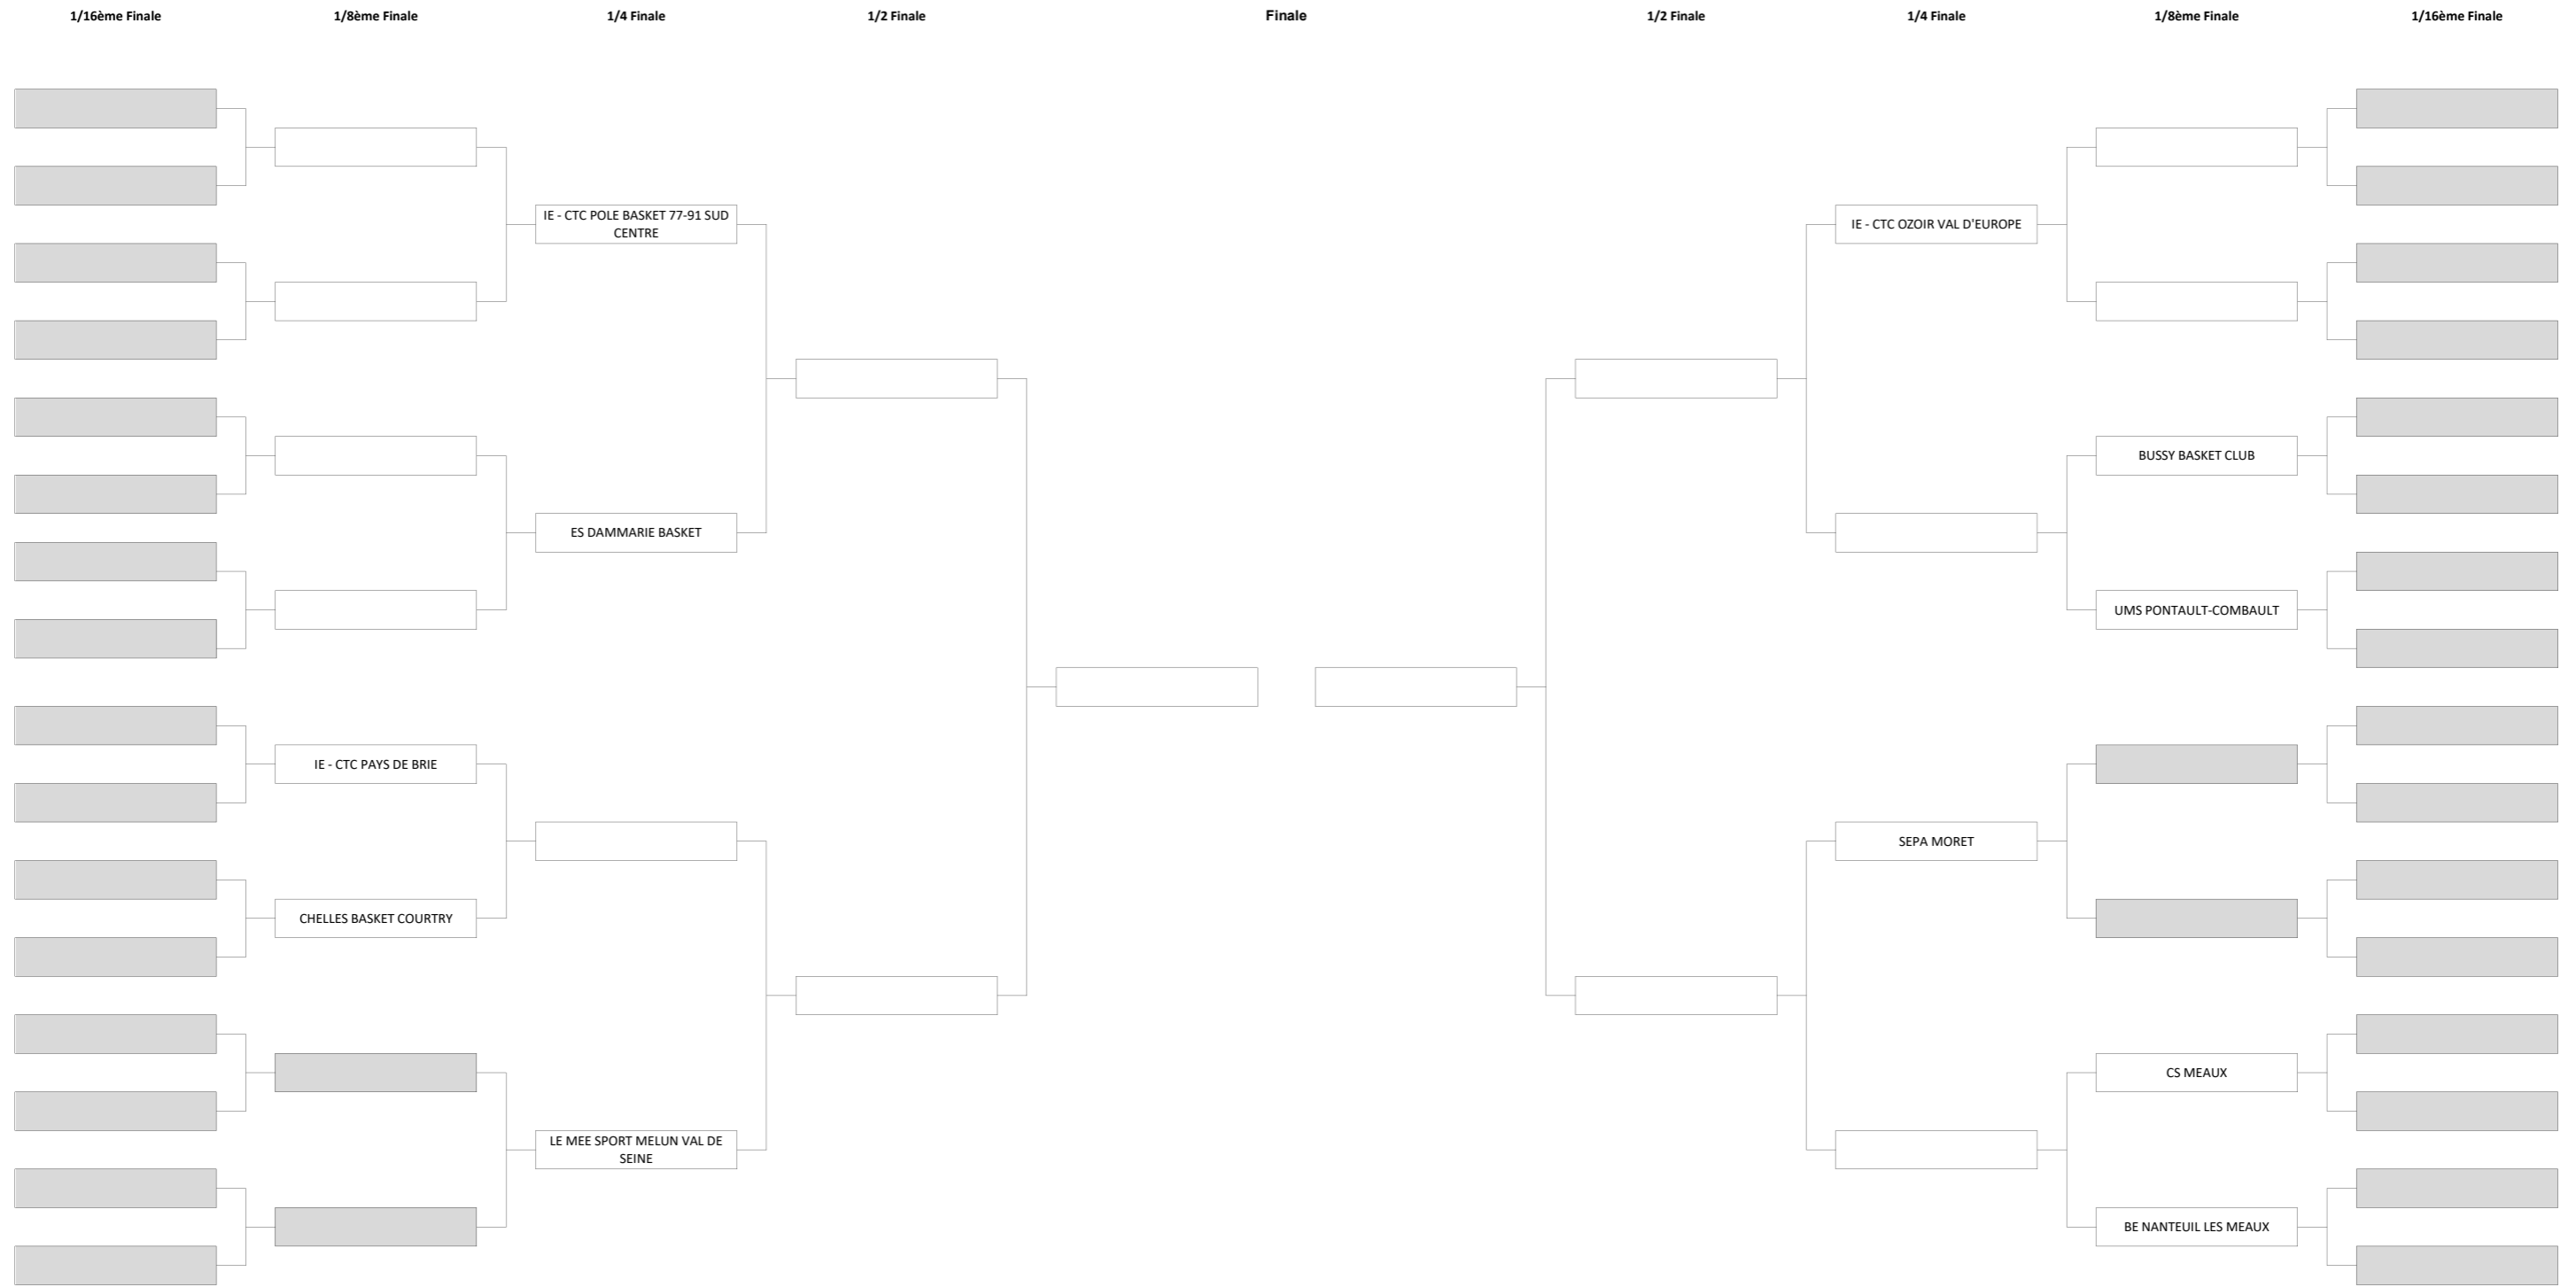 1/16ème Finale
1/8ème Finale
1/4 Finale
1/2 Finale
Finale
1/2 Finale
1/4 Finale
1/8ème Finale
1/16ème Finale
IE - CTC POLE BASKET 77-91 SUD
CENTRE
IE - CTC OZOIR VAL D'EUROPE
BUSSY BASKET CLUB
ES DAMMARIE BASKET
UMS PONTAULT-COMBAULT
IE - CTC PAYS DE BRIE
SEPA MORET
CHELLES BASKET COURTRY
CS MEAUX
LE MEE SPORT MELUN VAL DE
SEINE
BE NANTEUIL LES MEAUX